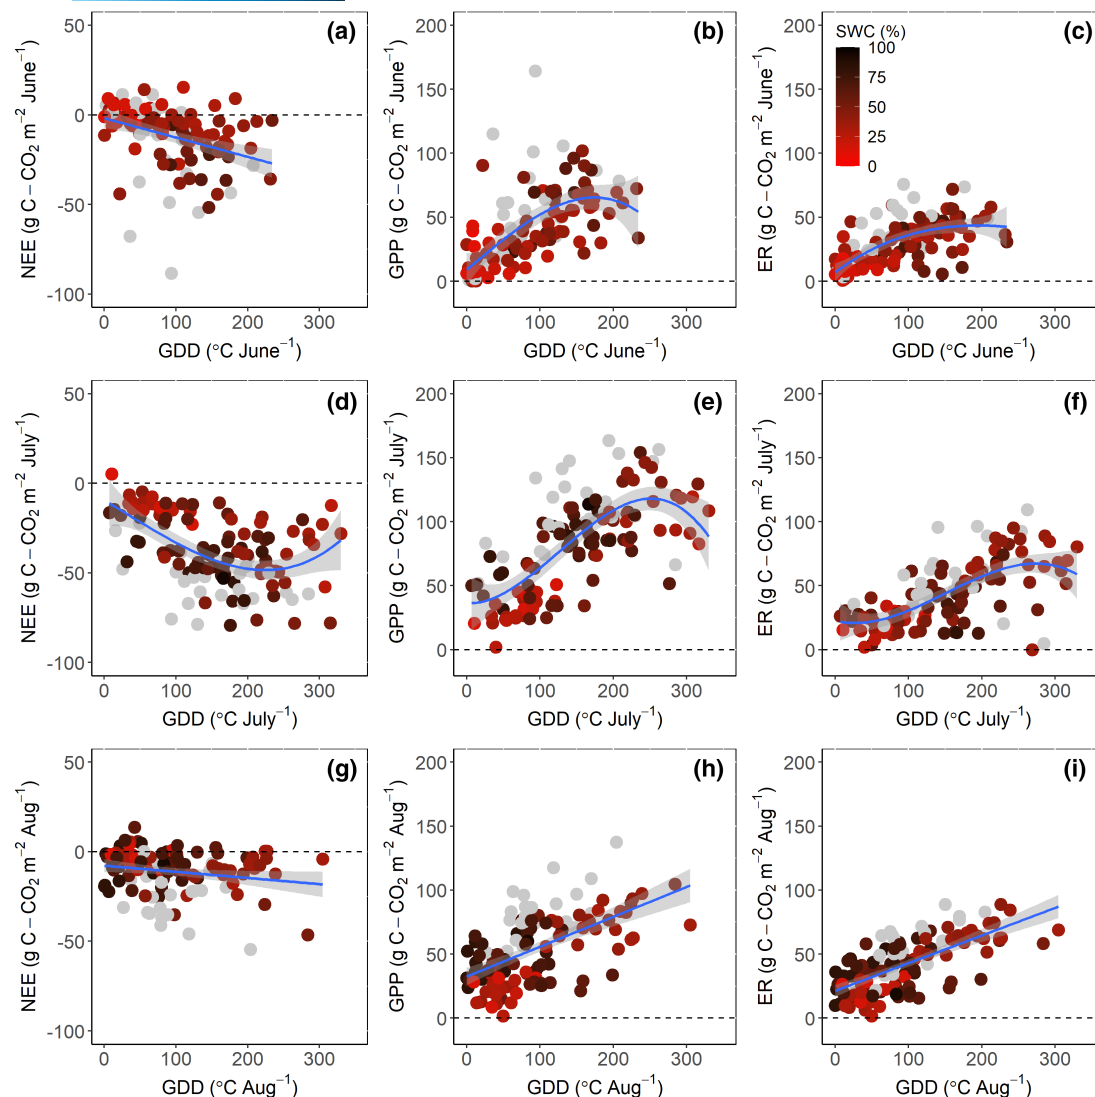 (a)
NEE (g C − CO2 m−2 June−1)
50
0
-50
-100
0 100 200 300
GDD (°C June−1)
(b)
GPP (g C − CO2 m−2 June−1)
200
150
100
50
0
0 100 200 300
GDD (°C June−1)
(c)
SWC (%)
100
75
50
25
0
ER (g C − CO2 m−2 June−1)
200
150
100
50
0
0 100 200 300
GDD (°C June−1)
(d)
NEE (g C − CO2 m−2 July−1)
50
0
-50
-100
0 100 200 300
GDD (°C July−1)
(e)
GPP (g C − CO2 m−2 July−1)
200
150
100
50
0
0 100 200 300
GDD (°C July−1)
(f)
ER (g C − CO2 m−2 July−1)
200
150
100
50
0
0 100 200 300
GDD (°C July−1)
(g)
NEE (g C − CO2 m−2 Aug−1)
50
0
-50
-100
0 100 200 300
GDD (°C Aug−1)
(h)
GPP (g C − CO2 m−2 Aug−1)
200
150
100
50
0
0 100 200 300
GDD (°C Aug−1)
(i)
ER (g C − CO2 m−2 Aug−1)
200
150
100
50
0
0 100 200 300
GDD (°C Aug−1)